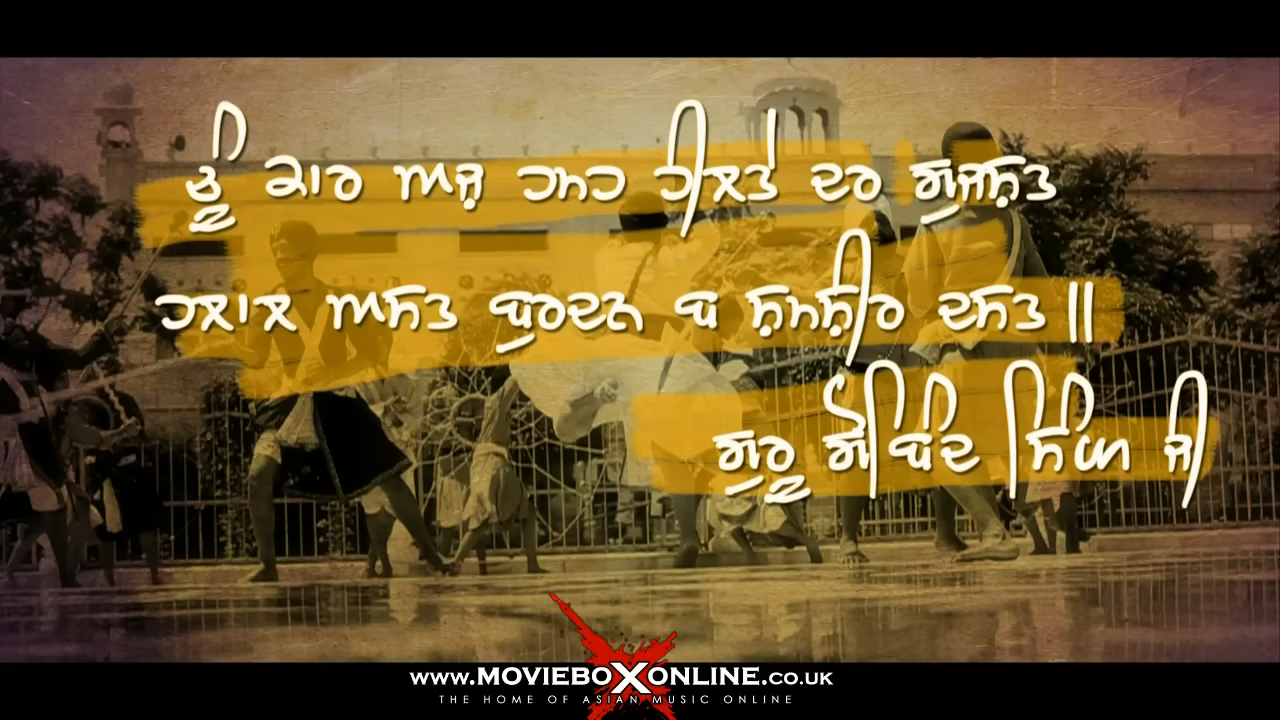 ਚੂੰ ਕਾਰ ਅਜ਼ ਹਮਹ ਹੀਲਤੇ ਦਰ ਗੁਜਸ਼ਤ
ਹਲਾਲ ਅਸਤ ਬੁਰਦਨ ਬ ਸ਼ਮਸ਼ੀਰ ਦਸਤ ॥
ਗੁਰੂ ਗੋਬਿੰਦ ਸਿੰਘ ਜੀ
WWW.MOVIEBOXONLINE.CO.UK
THE HOME OF ASIAN MUSIC ONLINE